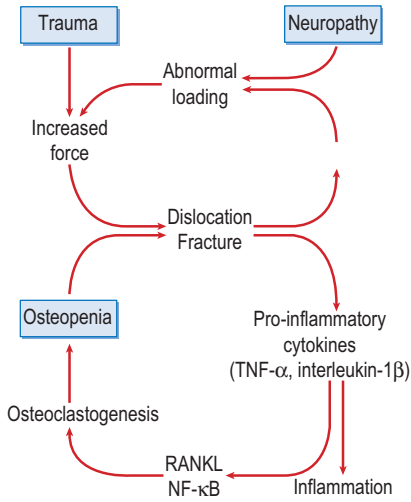 Trauma
Neuropathy
Abnormal
loading
Increased
force
Dislocation
Fracture
Osteopenia
Pro-inflammatory
cytokines
(TNF-α, interleukin-1β)
Osteoclastogenesis
RANKL
NF-κB
Inflammation